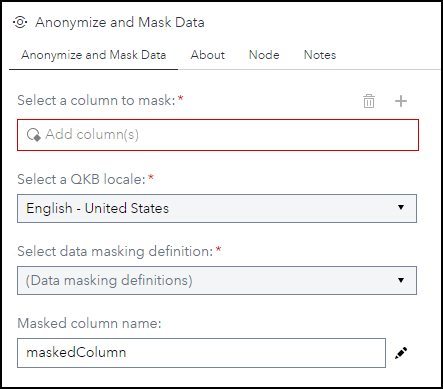 Anonymize and Mask Data
Anonymize and Mask Data About Node Notes
Select a column to mask:*
Add column(s)
Select a QKB locale:*
English - United States
Select data masking definition:*
(Data masking definitions)
Masked column name:
maskedColumn